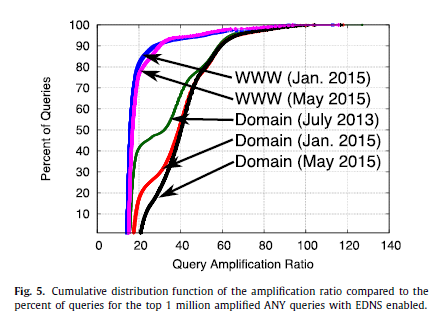 100
90
80
70
60
50
40
30
20
10
Percent of Queries
WWW (Jan. 2015)
WWW (May 2015)
Domain (July 2013)
Domain (Jan. 2015)
Domain (May 2015)
0 20 40 60 80 100 120 140
Query Amplification Ratio
Fig. 5. Cumulative distribution function of the amplification ratio compared to the
percent of queries for the top 1 million amplified ANY queries with EDNS enabled.